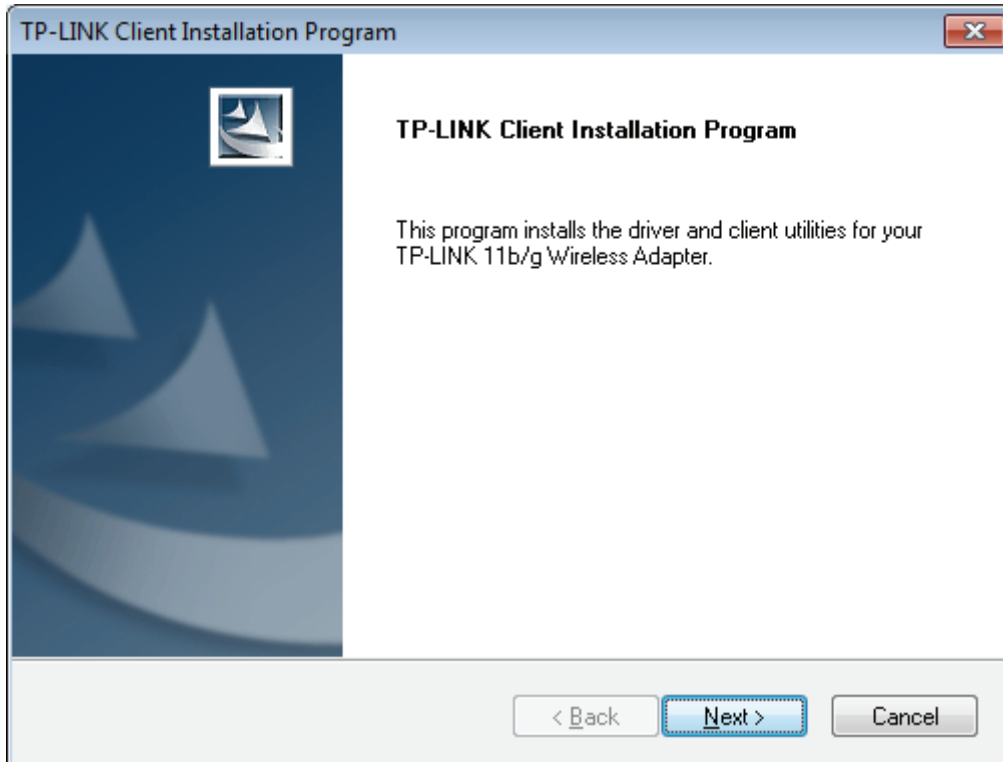 TP-LINK Client Installation Program
TP-LINK Client Installation Program
This program installs the driver and client utilities for your
TP-LINK 11b/g Wireless Adapter.
< Back
Next >
Cancel